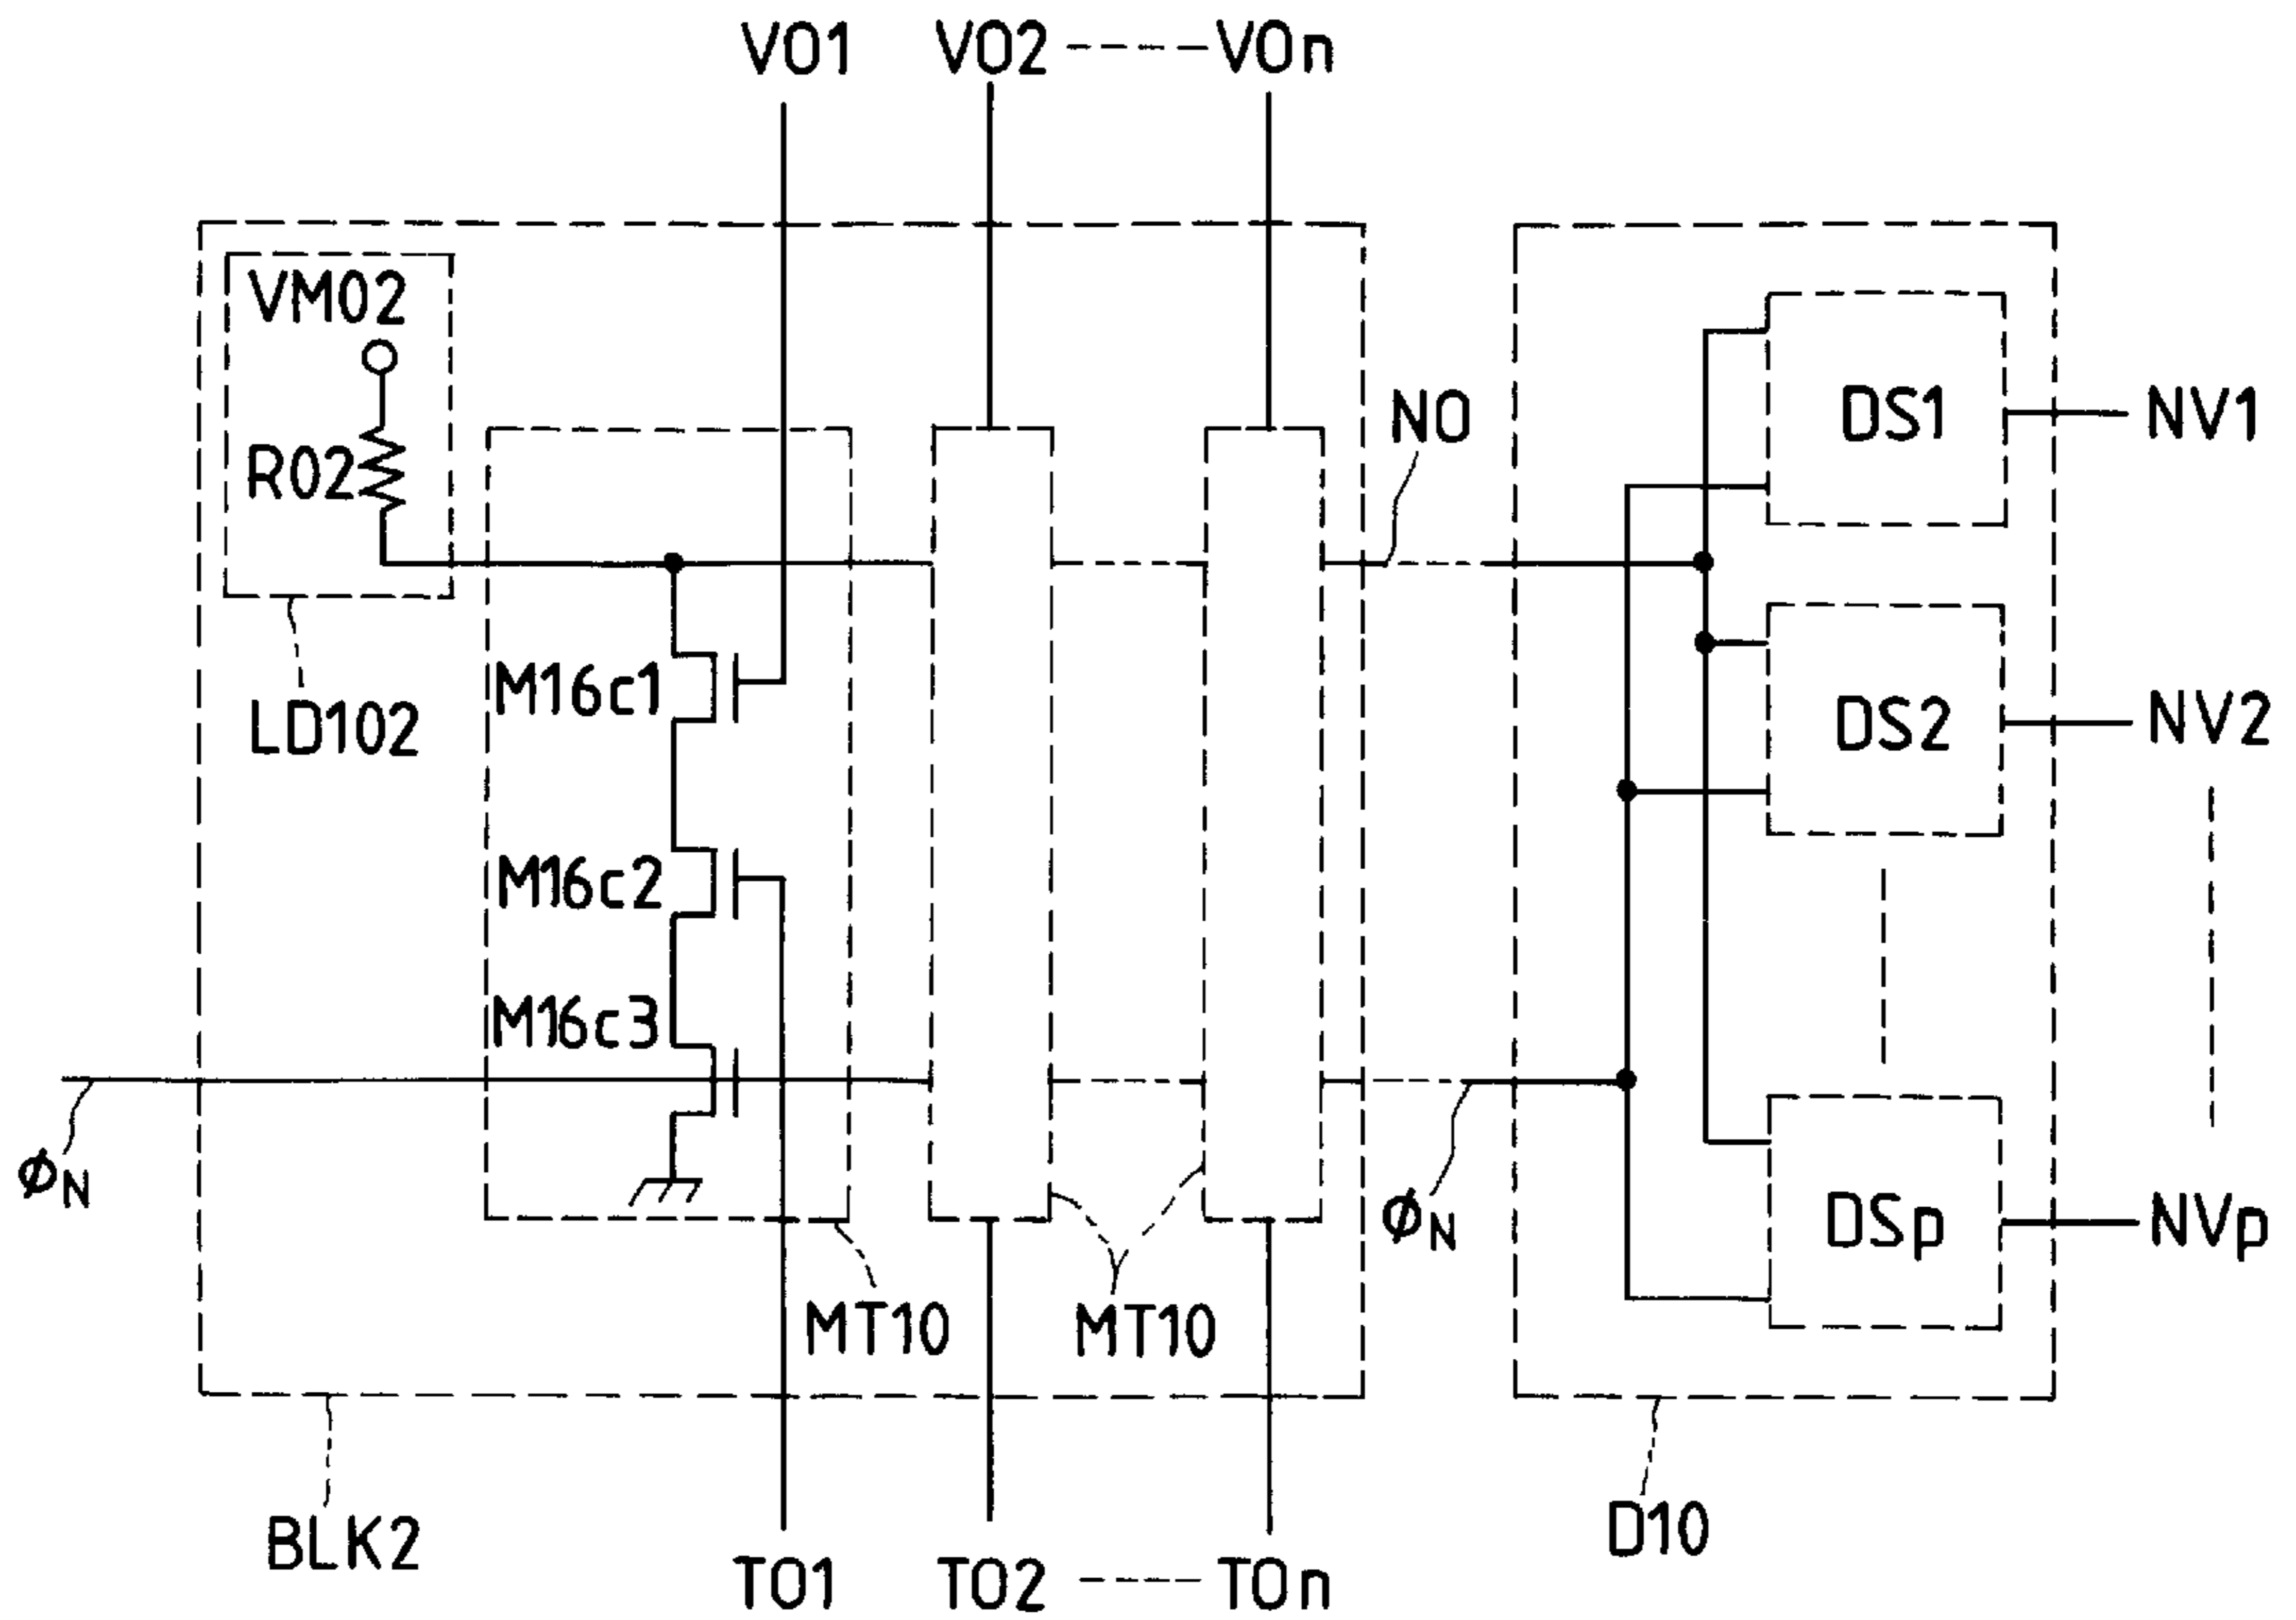 VO1 VO2 VOn
VM02
R02
NO
DS1
NV1
LD102
M16c1
DS2
NV2
M16c2
M16c3
ϕN
ϕN
DSp
NVp
MT10
MT10
BLK2
D10
TO1 TO2 TOn